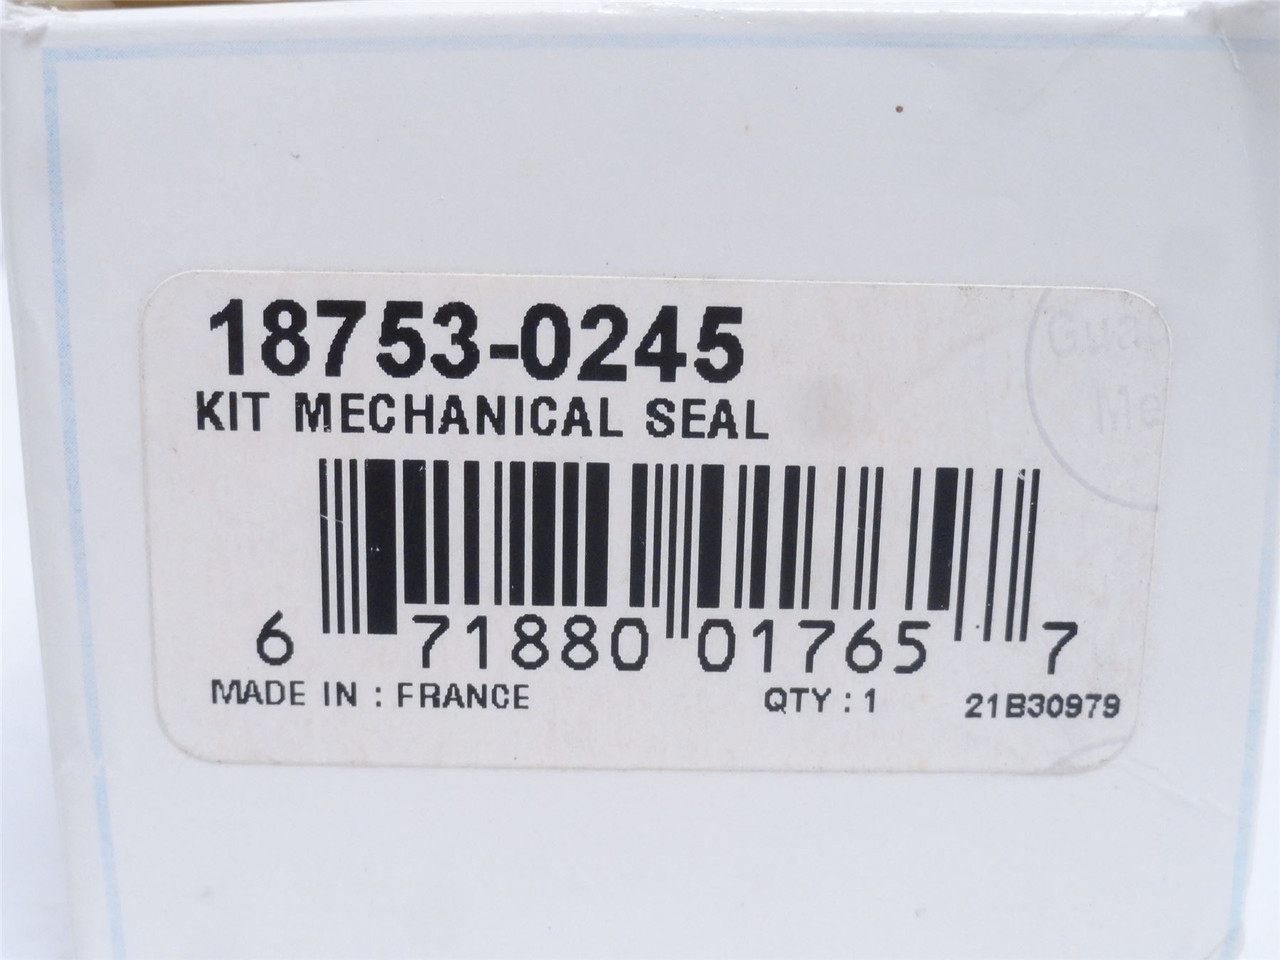 18753-0245
KIT MECHANICAL SEAL
6 71880 01765 7
MADE IN : FRANCE QTY : 1 21B30979